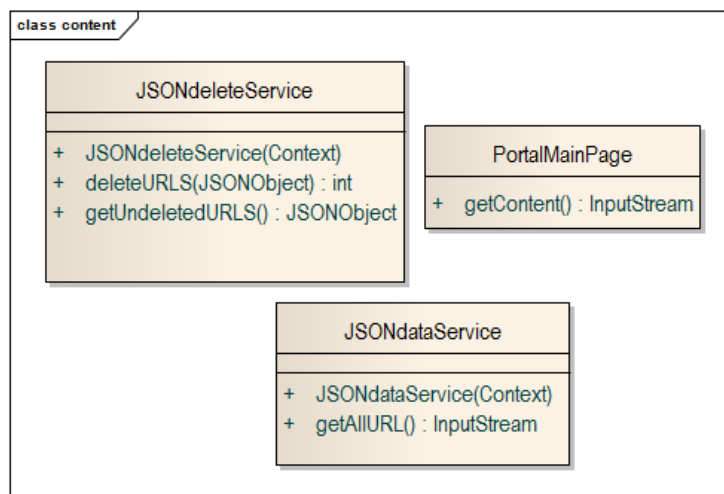 class content
JSONdeleteService
+ JSONdeleteService(Context)
+ deleteURLS(JSONObject) : int
+ getUndeletedURLS() : JSONObject
PortalMainPage
+ getContent() : InputStream
JSONdataService
+ JSONdataService(Context)
+ getAllURL() : InputStream